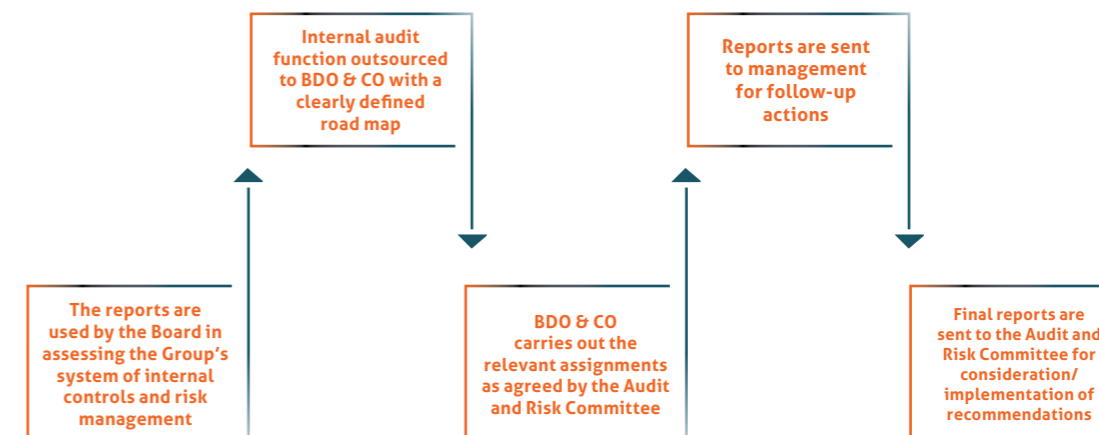 Internal audit
function outsourced
to BDO & CO with a
clearly defined
road map
Reports are sent
to management
for follow-up
actions
The reports are
used by the Board in
assessing the Group's
system of internal
controls and risk
management
BDO & CO
carries out the
relevant assignments
as agreed by the Audit
and Risk Committee
Final reports are
sent to the Audit and
Risk Committee for
consideration/
implementation of
recommendations